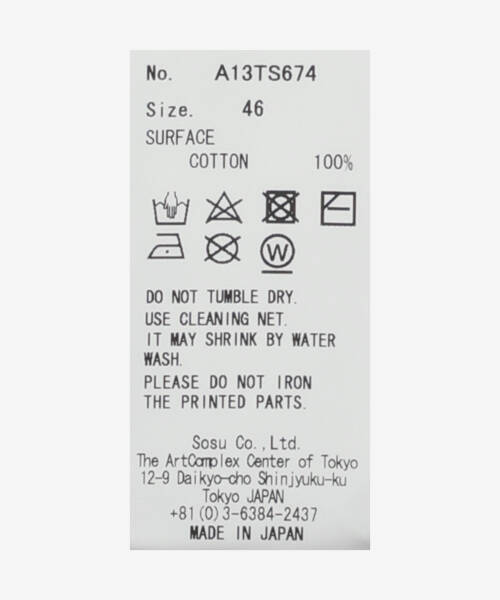 No. A13TS674
Size. 46
SURFACE
COTTON 100%
W
DO NOT TUMBLE DRY.
USE CLEANING NET.
IT MAY SHRINK BY WATER
WASH.
PLEASE DO NOT IRON
THE PRINTED PARTS.
Sosu Co.,Ltd.
The ArtComplex Center of Tokyo
12-9 Daikyo-cho Shinjyuku-ku
Tokyo JAPAN
+81(0)3-6384-2437
MADE IN JAPAN